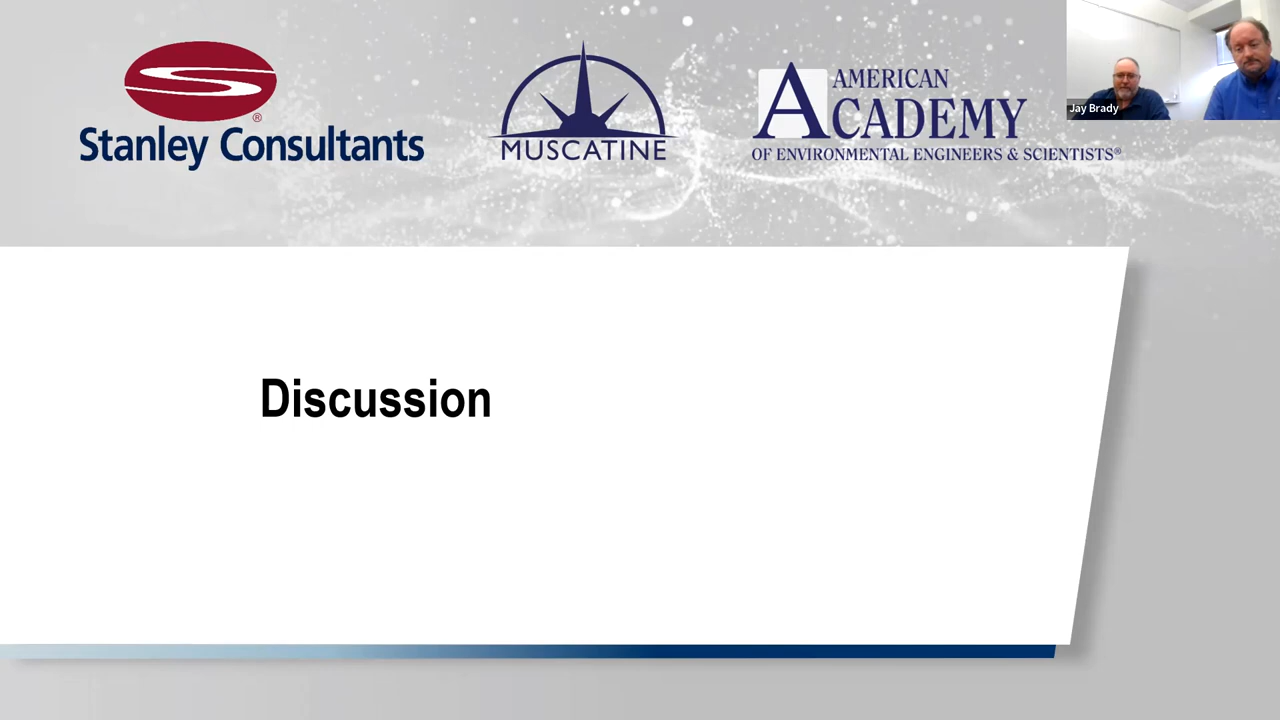 Stanley Consultants
®
MUSCATINE
AMERICAN
ACADEMY
OF ENVIRONMENTAL ENGINEERS & SCIENTISTS®
Jay Brady
Discussion